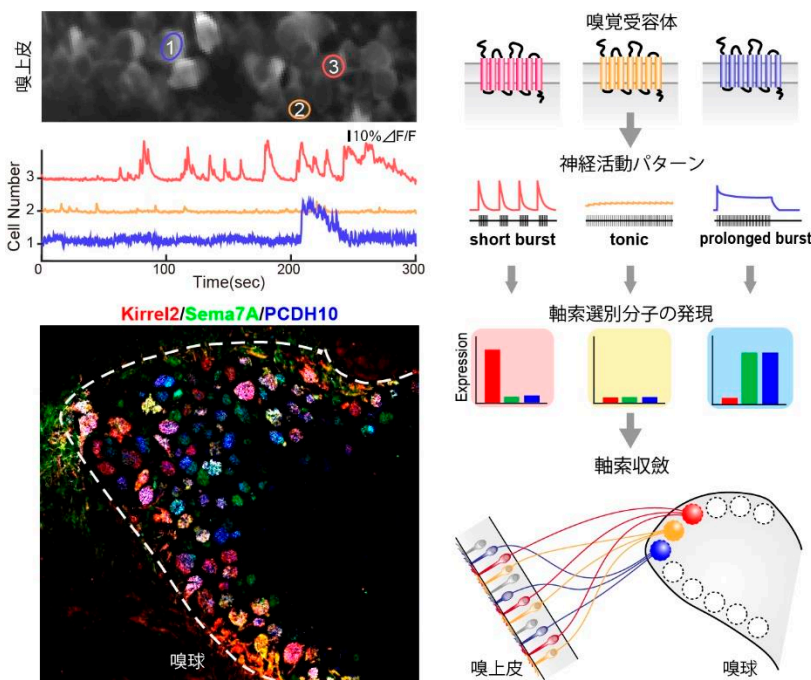 嗅上皮
1
3
2
10%⊿F/F
Cell Number
3
2
1
0
100
200
300
Time(sec)
Kirrel2/Sema7A/PCDH10
嗅球
嗅覚受容体
神経活動パターン
short burst
tonic
prolonged burst
軸索選別分子の発現
Expression
軸索収斂
嗅上皮
嗅球